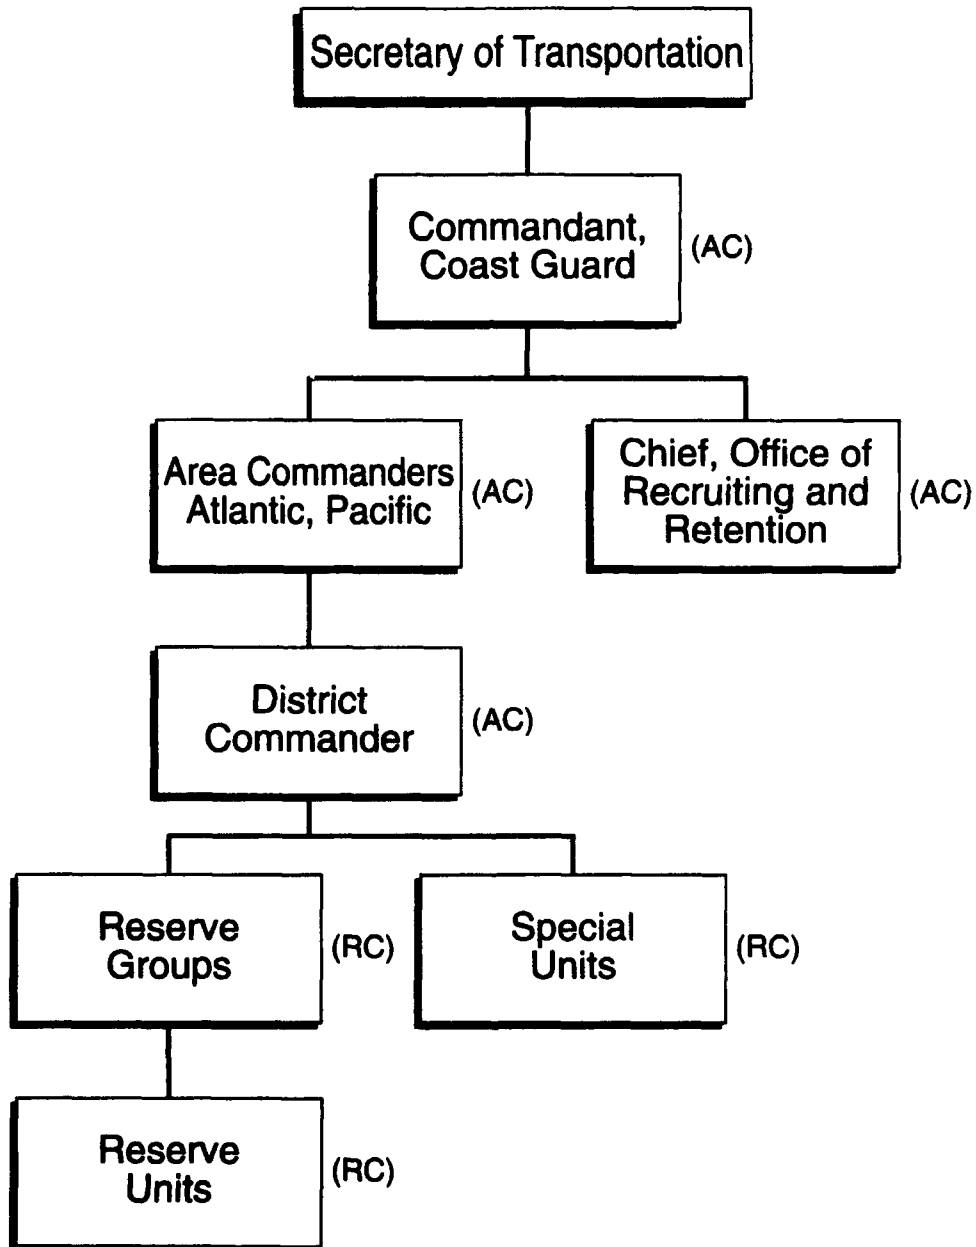 Secretary of Transportation
Commandant,
Coast Guard
(AC)
Area Commanders
Atlantic, Pacific
(AC)
Chief, Office of
Recruiting and
Retention
(AC)
District
Commander
(AC)
Reserve
Groups
(RC)
Special
Units
(RC)
Reserve
Units
(RC)